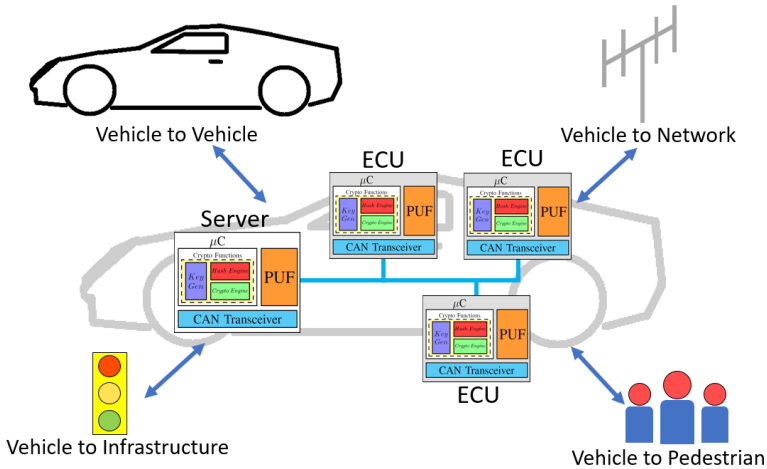 Vehicle to Vehicle
Vehicle to Network
ECU
μC
Crypto Functions
Key
Gen
Hash Engine
Crypto Engine
PUF
CAN Transceiver
ECU
μC
Crypto Functions
Key
Gen
Hash Engine
Crypto Engine
PUF
CAN Transceiver
Server
μC
Crypto Functions
Key
Gen
Hash Engine
Crypto Engine
PUF
CAN Transceiver
μC
Crypto Functions
Key
Gen
Hash Engine
Crypto Engine
PUF
CAN Transceiver
ECU
Vehicle to Infrastructure
Vehicle to Pedestrian